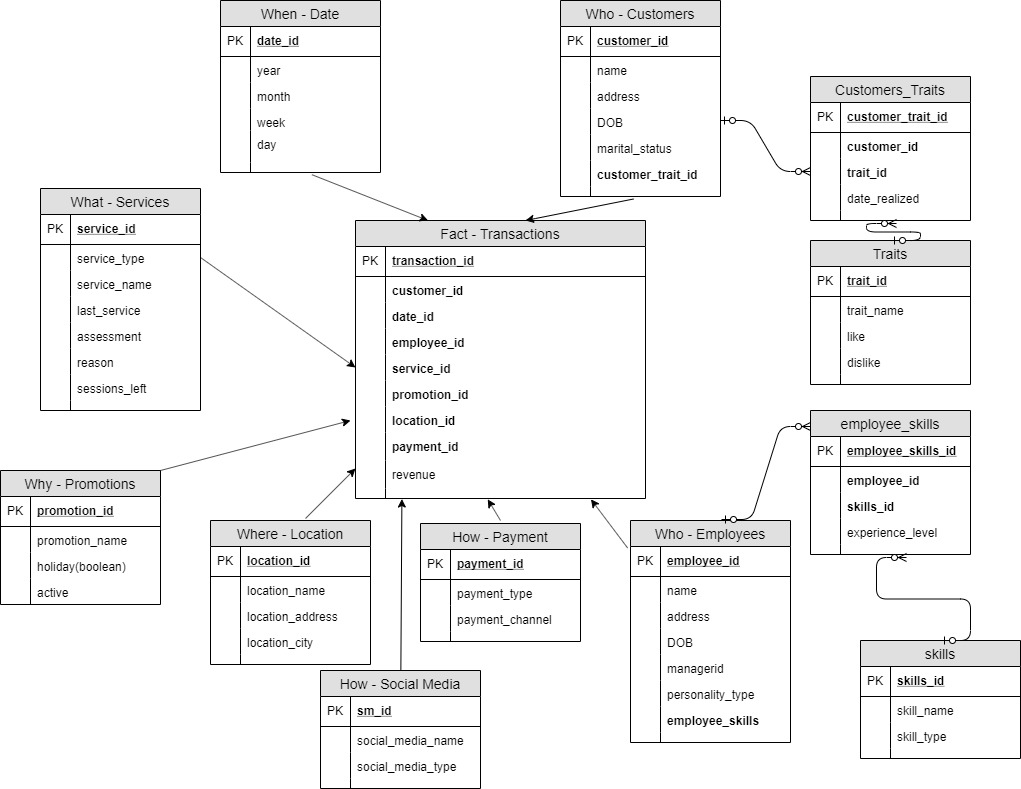 When - Date
PK date_id
year
month
week
day
Who - Customers
PK customer_id
name
address
DOB
marital_status
customer_trait_id
Customers_Traits
PK customer_trait_id
customer_id
trait_id
date_realized
What - Services
PK service_id
service_type
service_name
last_service
assessment
reason
sessions_left
Fact - Transactions
PK transaction_id
customer_id
date_id
employee_id
service_id
promotion_id
location_id
payment_id
revenue
Traits
PK trait_id
trait_name
like
dislike
employee_skills
PK employee_skills_id
employee_id
skills_id
experience_level
Why - Promotions
PK promotion_id
promotion_name
holiday(boolean)
active
Where - Location
PK location_id
location_name
location_address
location_city
How - Payment
PK payment_id
payment_type
payment_channel
Who - Employees
PK employee_id
name
address
DOB
managerid
personality_type
employee_skills
skills
PK skills_id
skill_name
skill_type
How - Social Media
PK sm_id
social_media_name
social_media_type